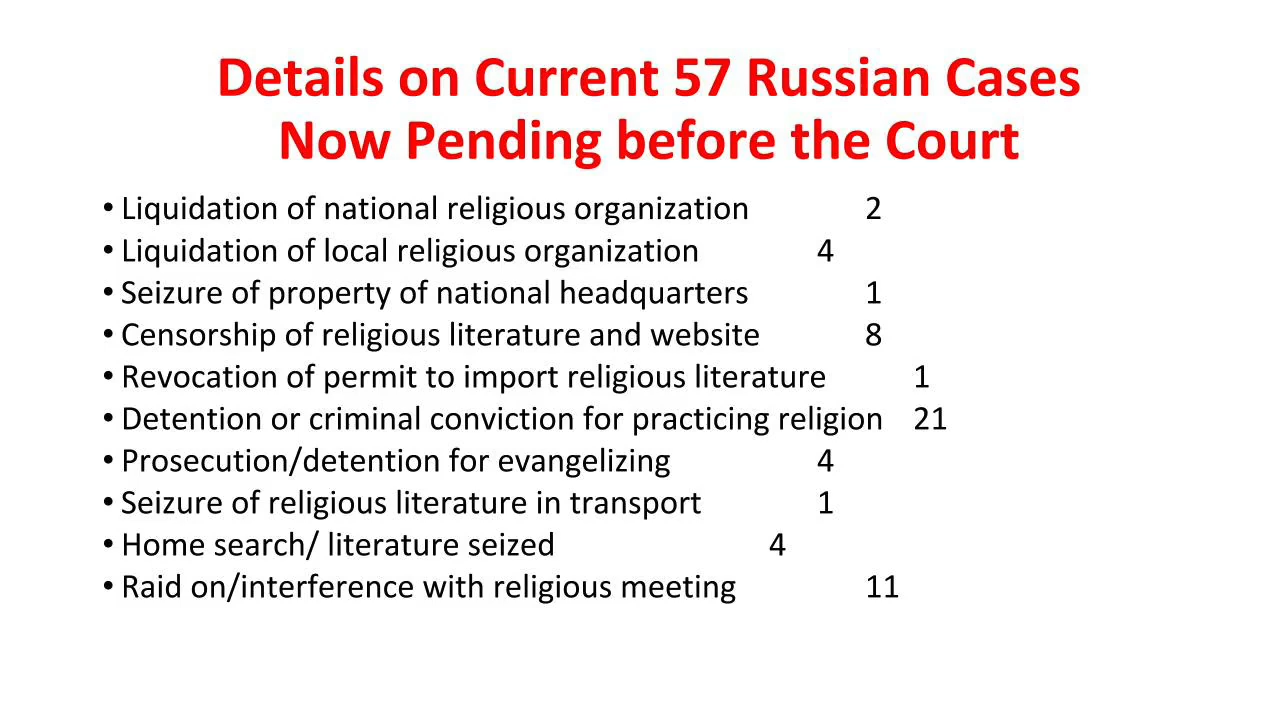 Details on Current 57 Russian Cases
Now Pending before the Court
• Liquidation of national religious organization 2
• Liquidation of local religious organization 4
• Seizure of property of national headquarters 1
• Censorship of religious literature and website 8
• Revocation of permit to import religious literature 1
• Detention or criminal conviction for practicing religion 21
• Prosecution/detention for evangelizing 4
• Seizure of religious literature in transport 1
• Home search/ literature seized 4
• Raid on/interference with religious meeting 11